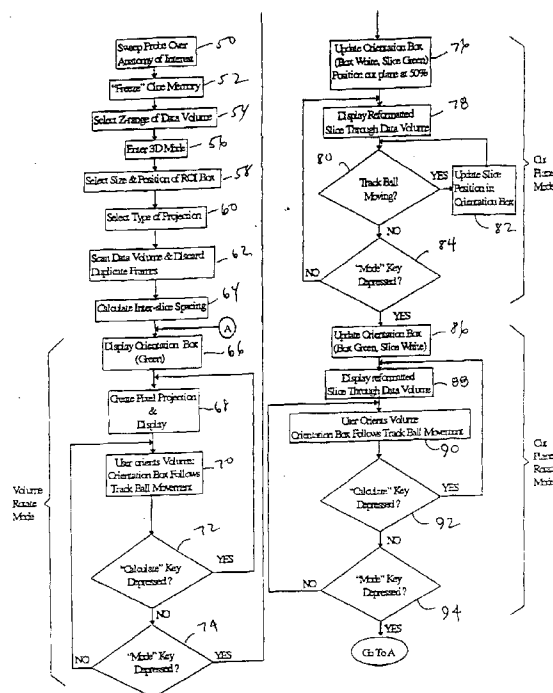 Sweep Probe Over
Anatomy of Interest
50
"Freeze" Cine Memory
52
Select Z-range of Data Volume
54
Enter 3D Mode
56
Select Size & Position of ROI Box
58
Select Type of Projection
60
Scan Data Volume & Discard
Duplicate Frames
62
Calculate Inter-slice Spacing
64
A
Display Orientation Box
(Green)
66
Create Pixel Projection
&
Display
68
User orients Volume:
Orientation Box Follows
Track Ball Movement
70
Volume
Rotate
Mode
72
"Calculate" Key
Depressed?
YES
NO
74
"Mode" Key
Depressed?
NO
YES
Update Orientation Box
(Box White, Slice Green)
Position cut plane at 50%
76
Display Reformatted
Slice Through Data Volume
78
80
Track Ball
Moving?
YES
Update Slice
Position in
Orientation Box
82
NO
84
"Mode" Key
Depressed?
NO
YES
Cut
Plane
Mode
Update Orientation Box
(Box Green, Slice White)
86
Display reformatted
Slice Through Data Volume
88
User Orients Volume
Orientation Box Follows Track Ball Movement
90
"Calculate" Key
Depressed?
YES
92
NO
"Mode" Key
Depressed?
NO
94
YES
Go To A
Cut
Plane
Rotate
Mode